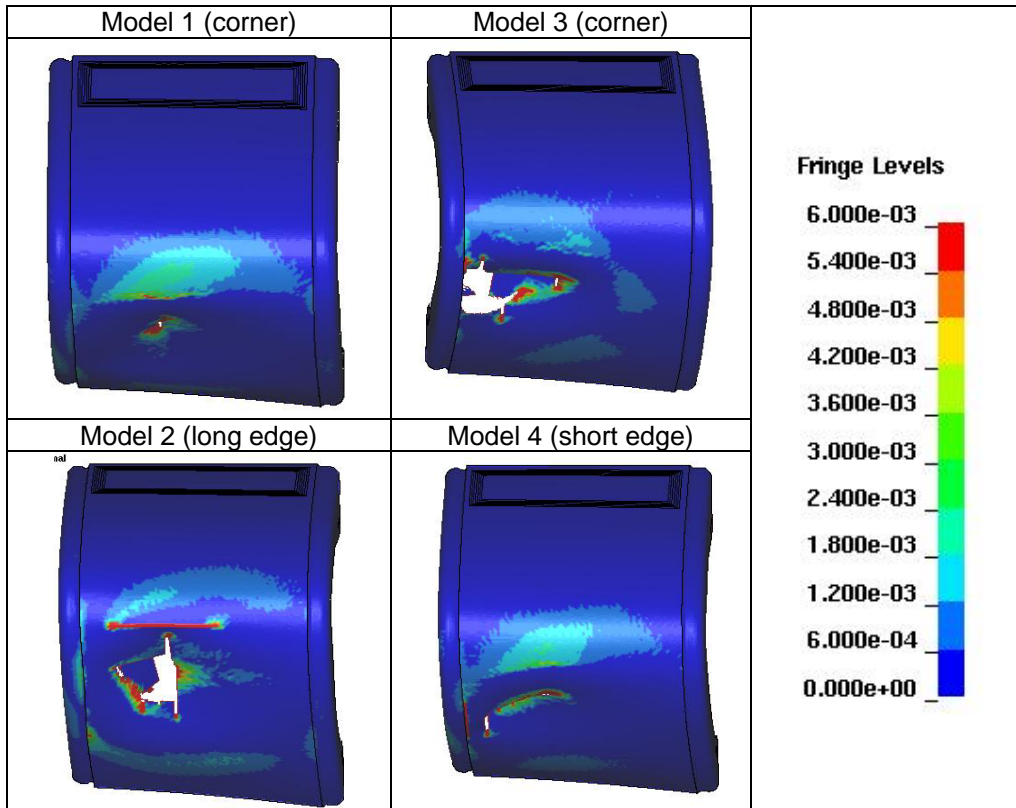 Model 1 (corner)
Model 3 (corner)
Model 2 (long edge)
Model 4 (short edge)
nal
Fringe Levels
6.000e-03
5.400e-03
4.800e-03
4.200e-03
3.600e-03
3.000e-03
2.400e-03
1.800e-03
1.200e-03
6.000e-04
0.000e+00